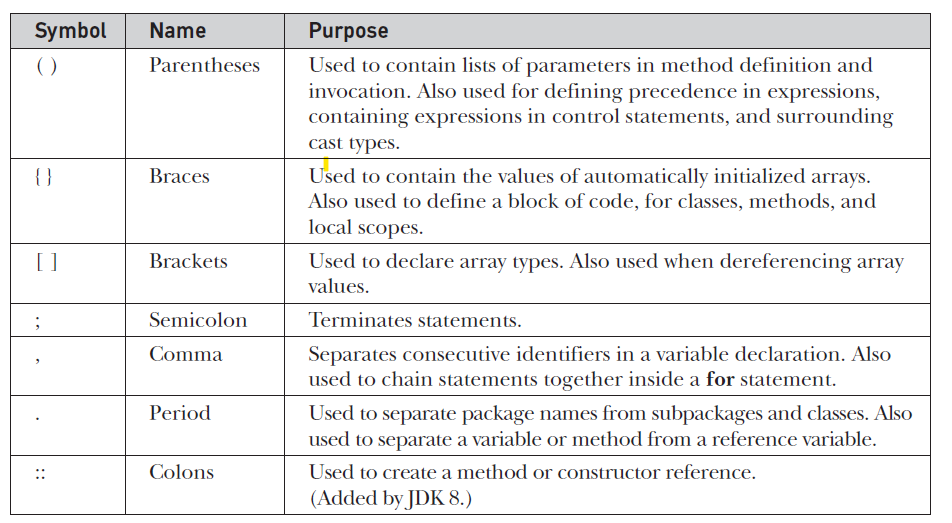 Symbol Name Purpose
( ) Parentheses Used to contain lists of parameters in method definition and
invocation. Also used for defining precedence in expressions,
containing expressions in control statements, and surrounding
cast types.
{ } Braces Used to contain the values of automatically initialized arrays.
Also used to define a block of code, for classes, methods, and
local scopes.
[ ] Brackets Used to declare array types. Also used when dereferencing array
values.
; Semicolon Terminates statements.
, Comma Separates consecutive identifiers in a variable declaration. Also
used to chain statements together inside a for statement.
. Period Used to separate package names from subpackages and classes. Also
used to separate a variable or method from a reference variable.
:: Colons Used to create a method or constructor reference.
(Added by JDK 8.)